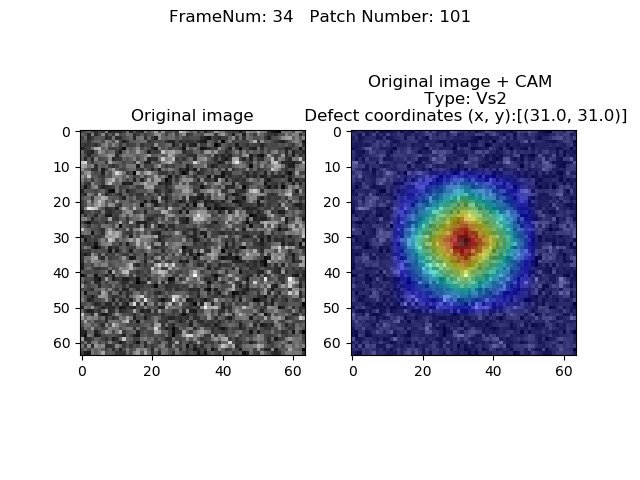 FrameNum: 34   Patch Number: 101
Original image
0
10
20
30
40
50
60
0 20 40 60
Original image + CAM
Type: Vs2
Defect coordinates (x, y):[(31.0, 31.0)]
0
10
20
30
40
50
60
0 20 40 60